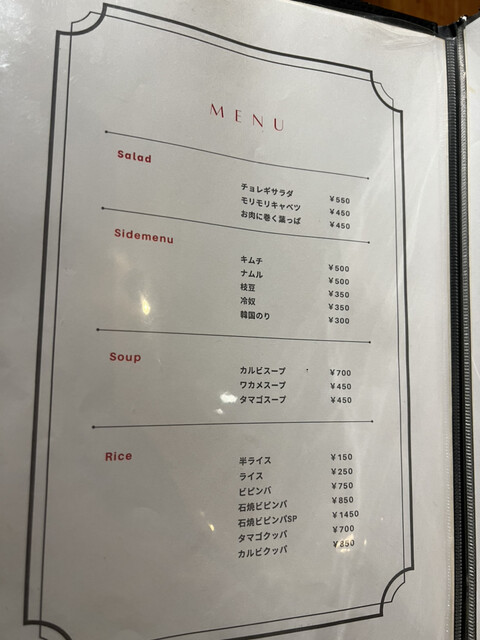 MENU
Salad
チョレギサラダ ¥550
モリモリキャベツ ¥450
お肉に巻く葉っぱ ¥450
Sidemenu
キムチ ¥500
ナムル ¥500
枝豆 ¥350
冷奴 ¥350
韓国のり ¥300
Soup
カルビスープ ¥700
ワカメスープ ¥450
タマゴスープ ¥450
Rice
半ライス ¥150
ライス ¥250
ビビンバ ¥750
石焼ビビンバ ¥850
石焼ビビンバSP ¥1450
タマゴクッパ ¥700
カルビクッパ ¥850